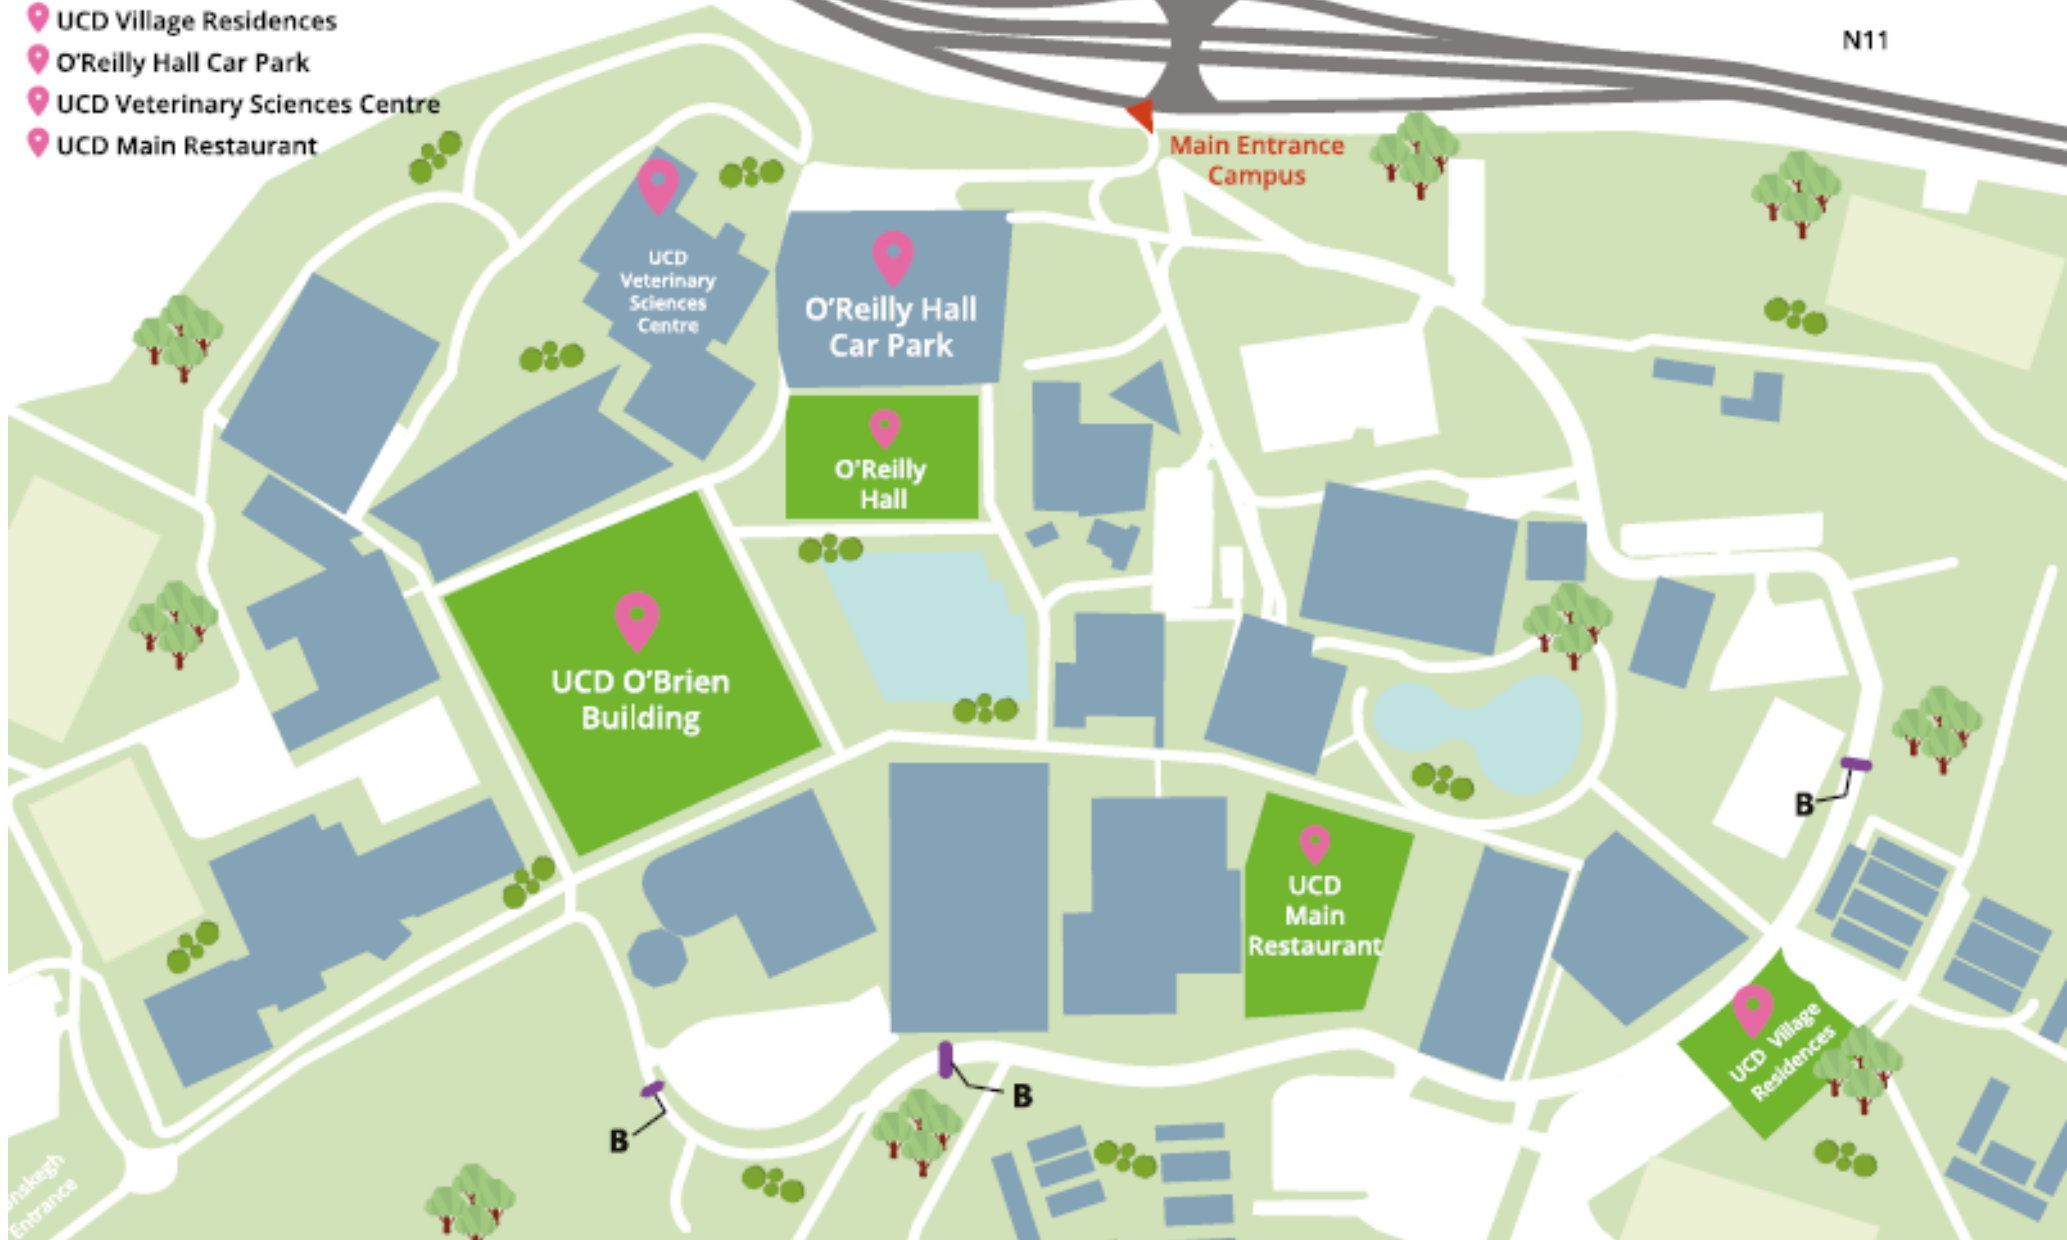 UCD Village Residences
O'Reilly Hall Car Park
UCD Veterinary Sciences Centre
UCD Main Restaurant
N11
Main Entrance
Campus
UCD
Veterinary
Sciences
Centre
O'Reilly Hall
Car Park
O'Reilly
Hall
UCD O'Brien
Building
B
UCD
Main
Restaurant
UCD Village
Residences
B
B
Entrance